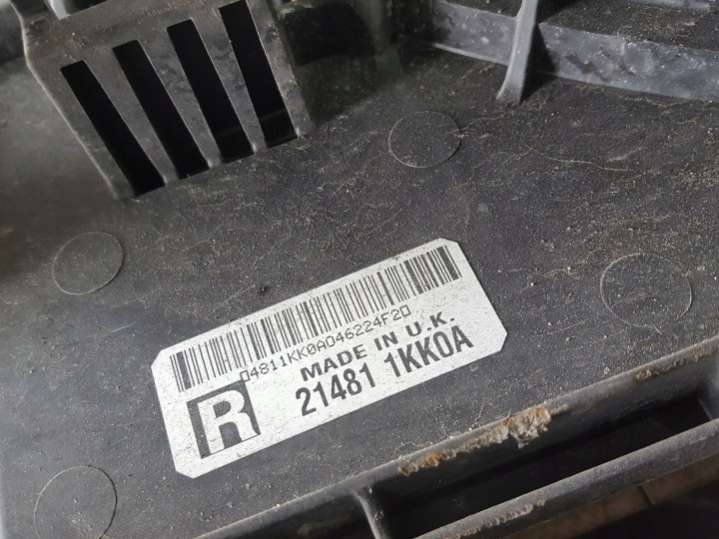 04811KK0A046224F20
MADE IN U.K.
R
21481 1KK0A